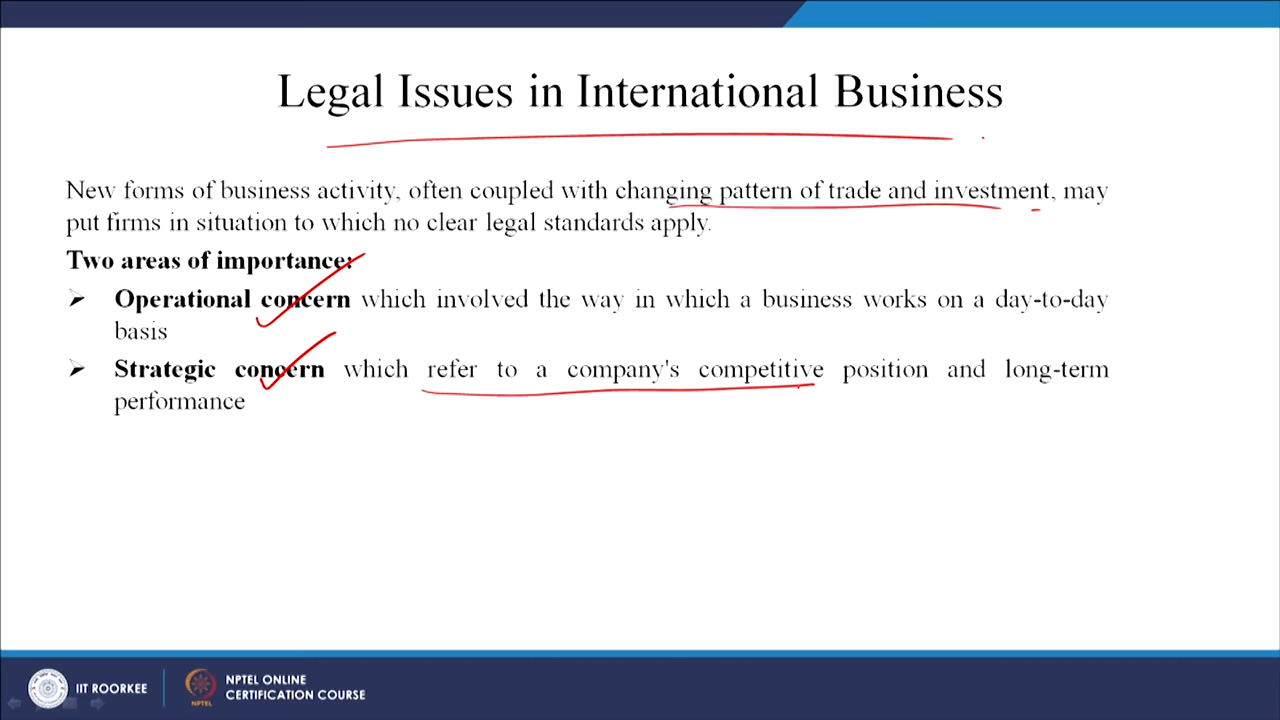 Legal Issues in International Business
New forms of business activity, often coupled with changing pattern of trade and investment, may
put firms in situation to which no clear legal standards apply.
Two areas of importance:
➢ Operational concern which involved the way in which a business works on a day-to-day
basis
➢ Strategic concern which refer to a company's competitive position and long-term
performance
IIT ROORKEE
NPTEL ONLINE
CERTIFICATION COURSE
NPTEL